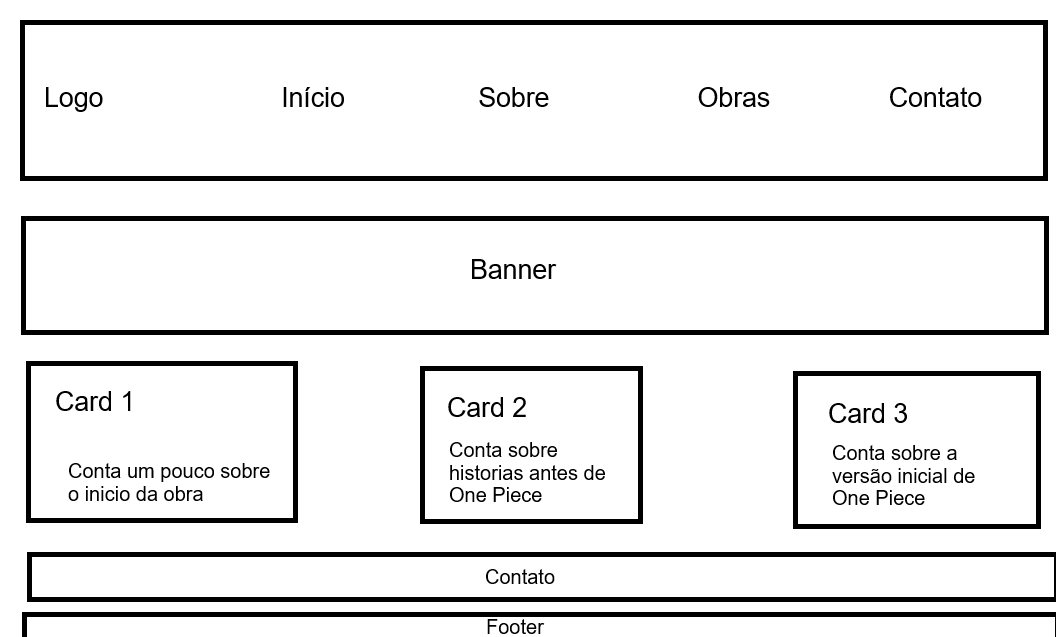 Logo Início Sobre Obras Contato
Banner
Card 1
Conta um pouco sobre
o inicio da obra
Card 2
Conta sobre
historias antes de
One Piece
Card 3
Conta sobre a
versão inicial de
One Piece
Contato
Footer